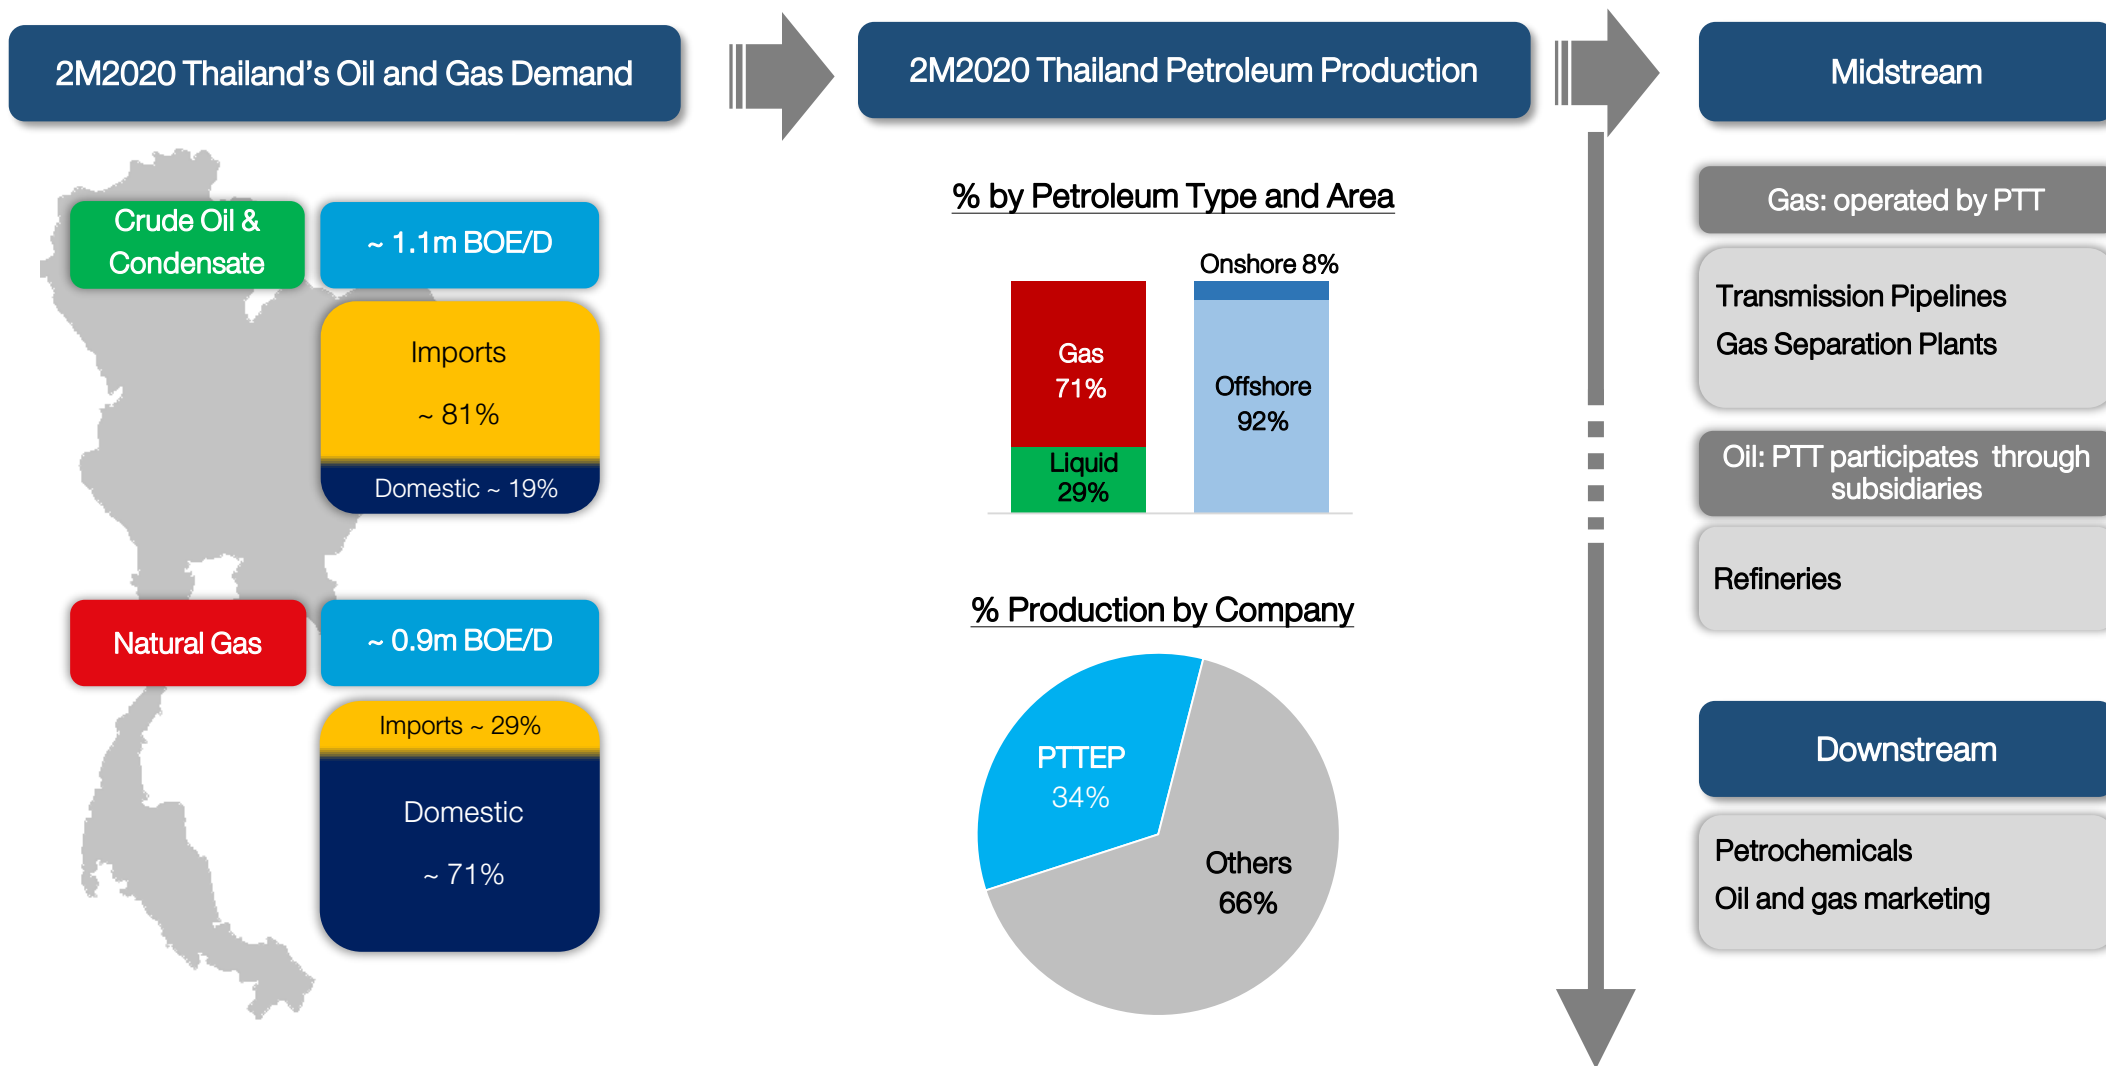 2M2020 Thailand's Oil and Gas Demand
Crude Oil &
Condensate
~ 1.1m BOE/D
Imports
~ 81%
Domestic ~ 19%
Natural Gas
~ 0.9m BOE/D
Imports ~ 29%
Domestic
~ 71%
2M2020 Thailand Petroleum Production
% by Petroleum Type and Area
Gas
71%
Liquid
29%
Onshore 8%
Offshore
92%
% Production by Company
PTTEP
34%
Others
66%
Midstream
Gas: operated by PTT
Transmission Pipelines
Gas Separation Plants
Oil: PTT participates  through
subsidiaries
Refineries
Downstream
Petrochemicals
Oil and gas marketing